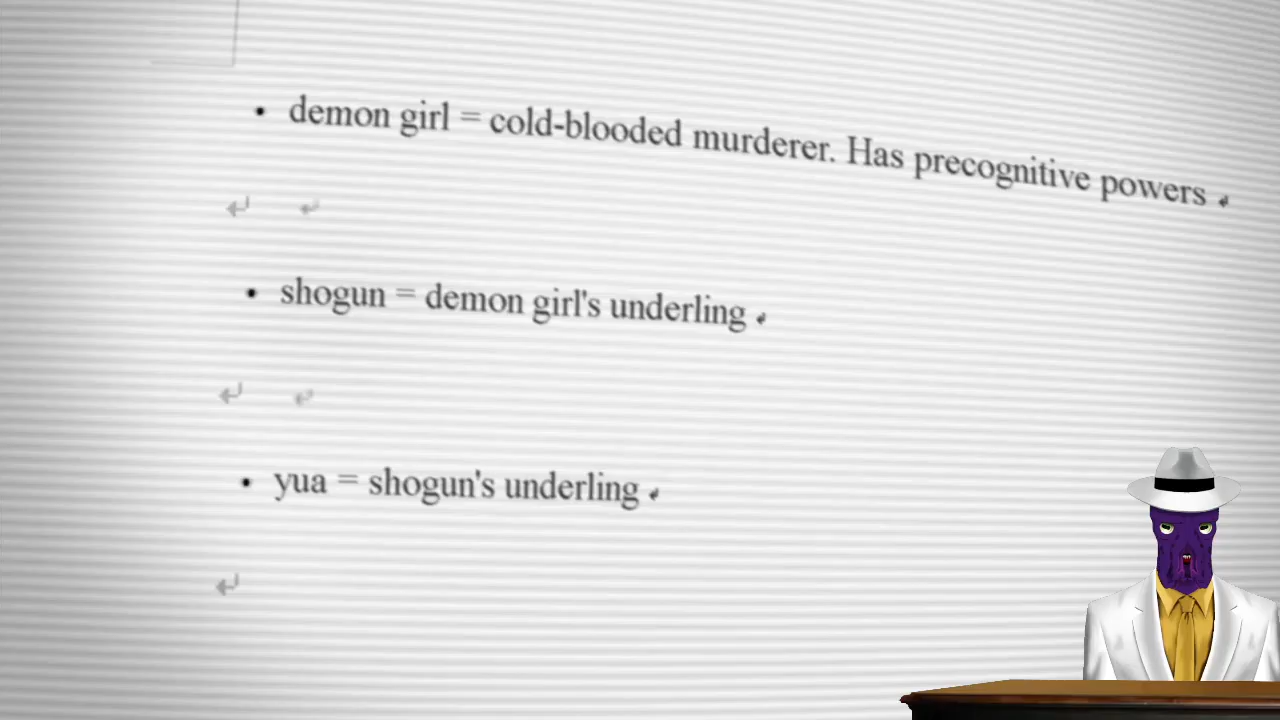 • demon girl = cold-blooded murderer. Has precognitive powers
• shogun = demon girl's underling
• yua = shogun's underling